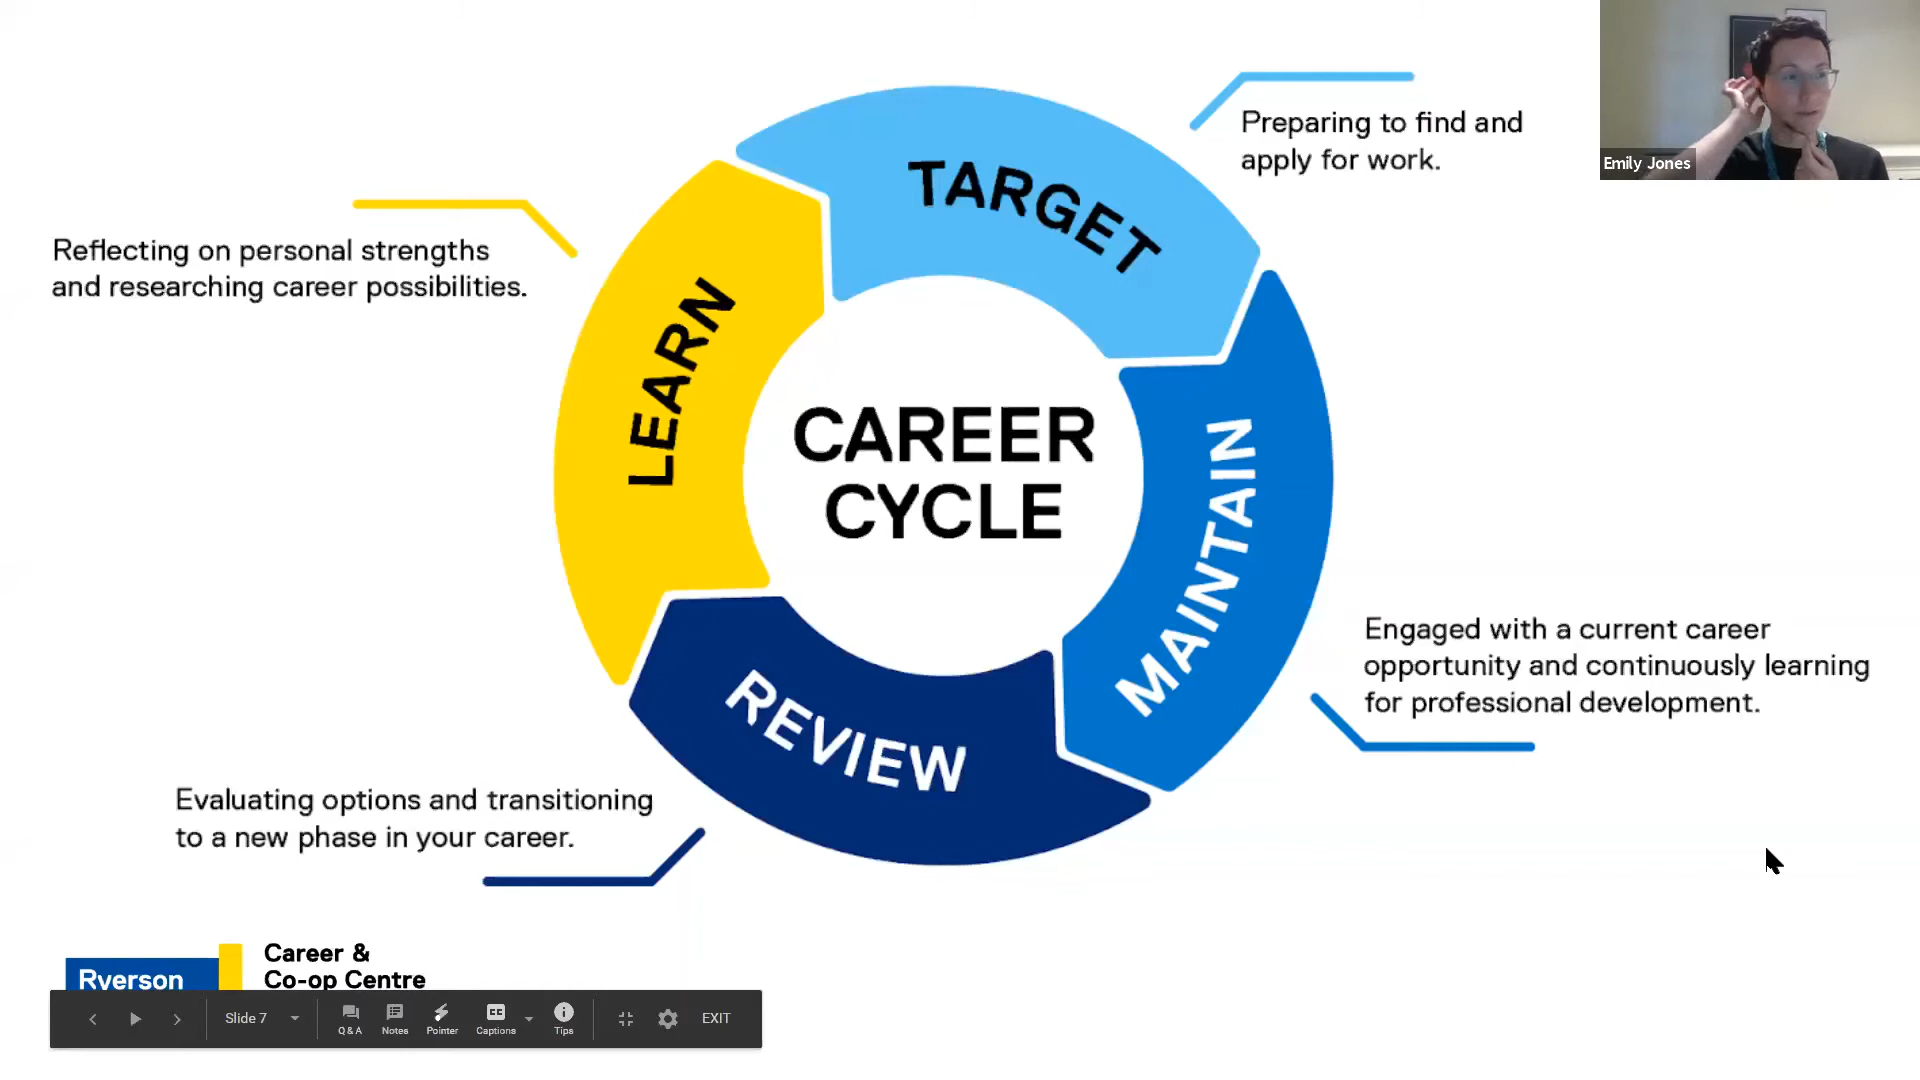 Emily Jones
TARGET
Preparing to find and
apply for work.
LEARN
Reflecting on personal strengths
and researching career possibilities.
CAREER
CYCLE
MAINTAIN
Engaged with a current career
opportunity and continuously learning
for professional development.
REVIEW
Evaluating options and transitioning
to a new phase in your career.
Ryerson
Career &
Co-op Centre
Slide 7
Q & A
Notes
Pointer
CC
Captions
Tips
EXIT